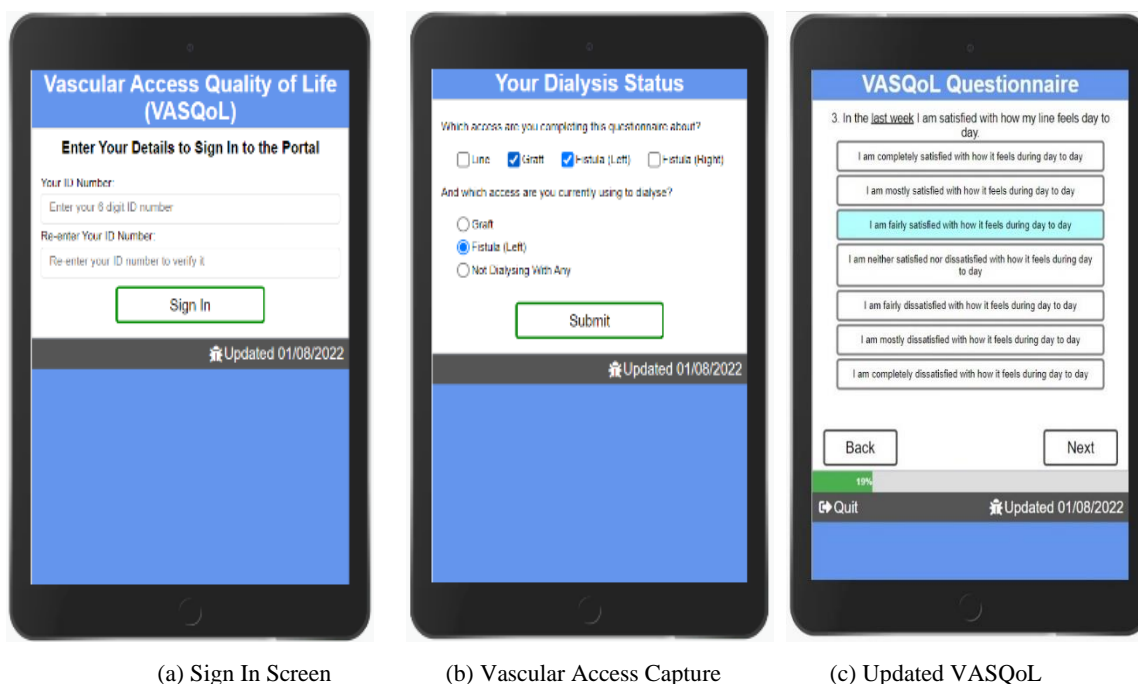 Vascular Access Quality of Life
(VASQoL)
Enter Your Details to Sign In to the Portal
Your ID Number:
Enter your 6 digit ID number
Re-enter Your ID Number:
Re-enter your ID number to verify it
Sign In
Updated 01/08/2022
Your Dialysis Status
Which access are you completing this questionnaire about?
Line Graft Fistula (Left) Fistula (Right)
And which access are you currently using to dialyse?
Graft
Fistula (Left)
Not Dialysing With Any
Submit
Updated 01/08/2022
VASQoL Questionnaire
3. In the last week I am satisfied with how my line feels day to
day.
I am completely satisfied with how it feels during day to day
I am mostly satisfied with how it feels during day to day
I am fairly satisfied with how it feels during day to day
I am neither satisfied nor dissatisfied with how it feels during day
to day
I am fairly dissatisfied with how it feels during day to day
I am mostly dissatisfied with how it feels during day to day
I am completely dissatisfied with how it feels during day to day
Back Next
19%
Quit Updated 01/08/2022
(a) Sign In Screen (b) Vascular Access Capture (c) Updated VASQoL